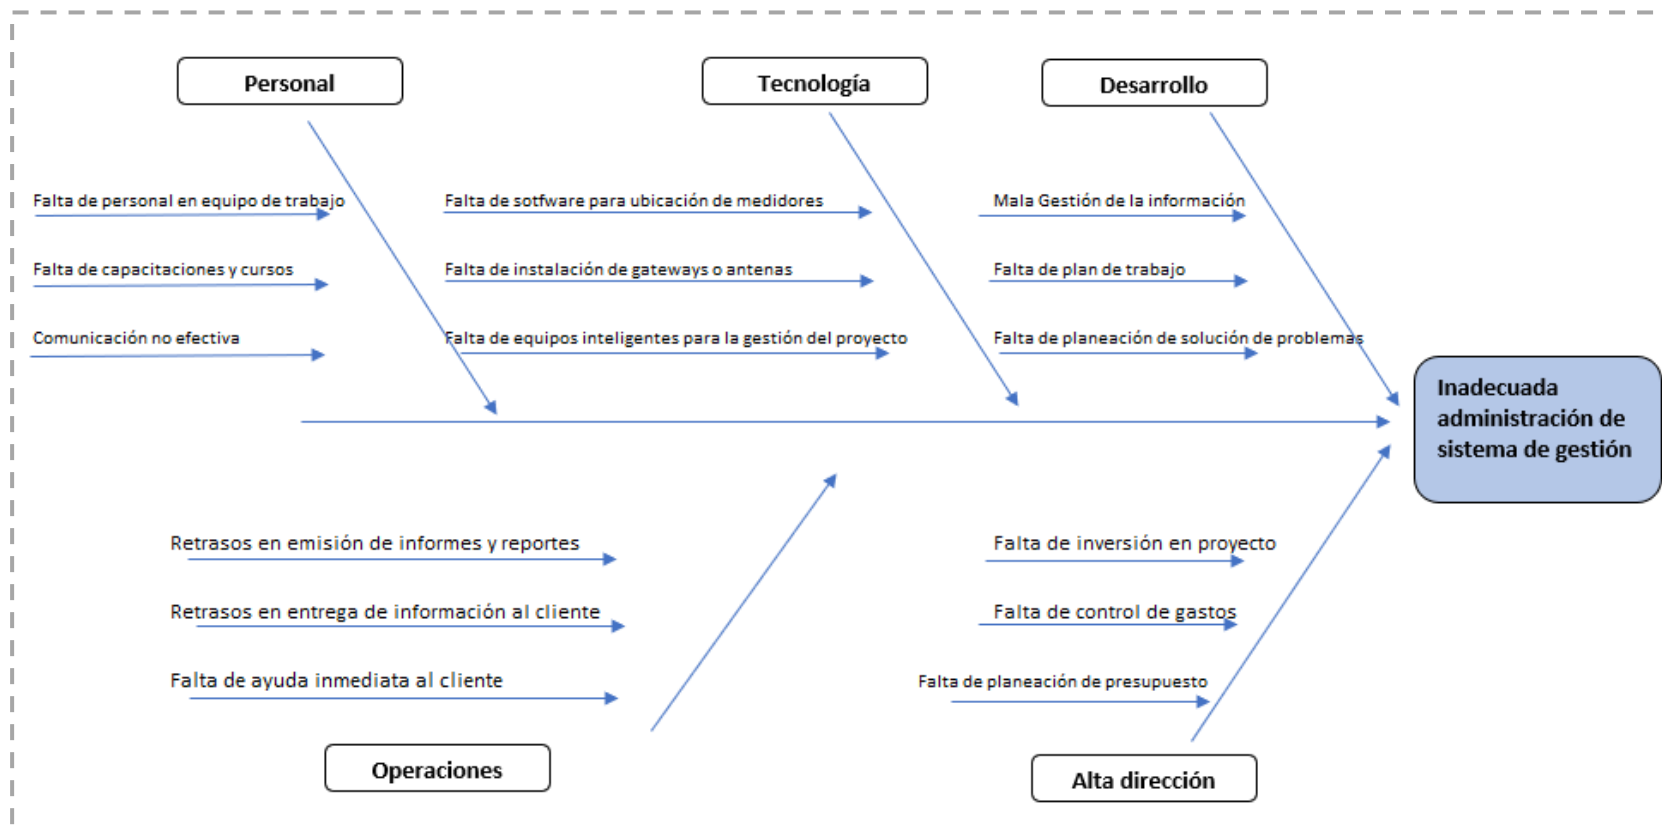 Personal
Tecnología
Desarrollo
Falta de personal en equipo de trabajo
Falta de sotfware para ubicación de medidores
Mala Gestión de la información
Falta de capacitaciones y cursos
Falta de instalación de gateways o antenas
Falta de plan de trabajo
Comunicación no efectiva
Falta de equipos inteligentes para la gestión del proyecto
Falta de planeación de solución de problemas
Inadecuada
administración de
sistema de gestión
Retrasos en emisión de informes y reportes
Falta de inversión en proyecto
Retrasos en entrega de información al cliente
Falta de control de gastos
Falta de ayuda inmediata al cliente
Falta de planeación de presupuesto
Operaciones
Alta dirección